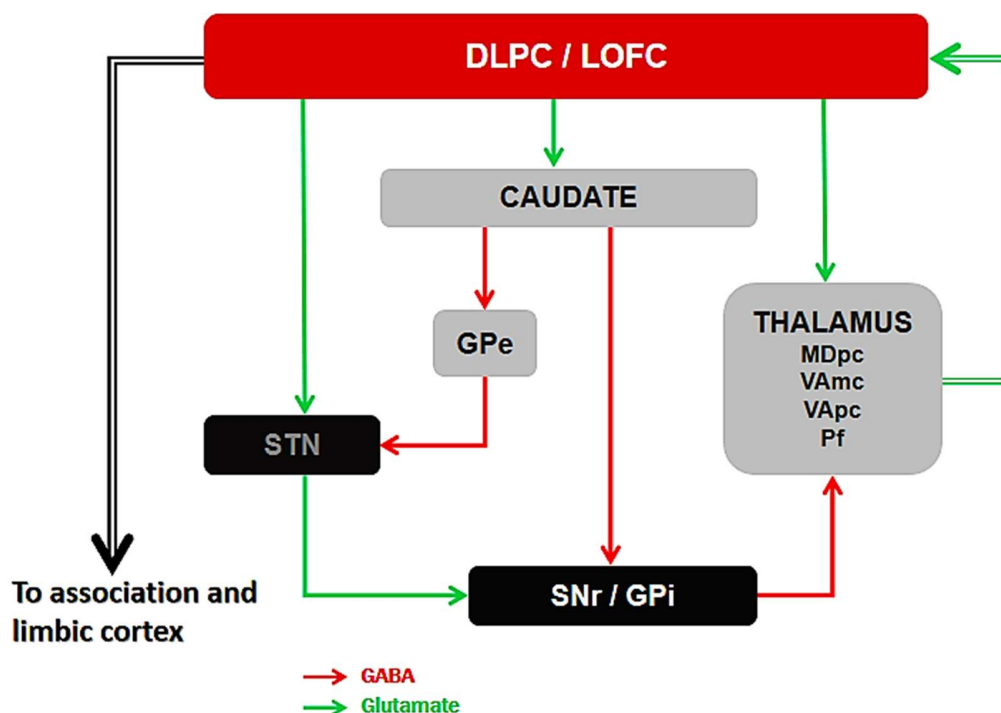 DLPC / LOFC
CAUDATE
GPe
THALAMUS
MDpc
VAmc
VApc
Pf
STN
SNr / GPi
To association and
limbic cortex
GABA
Glutamate